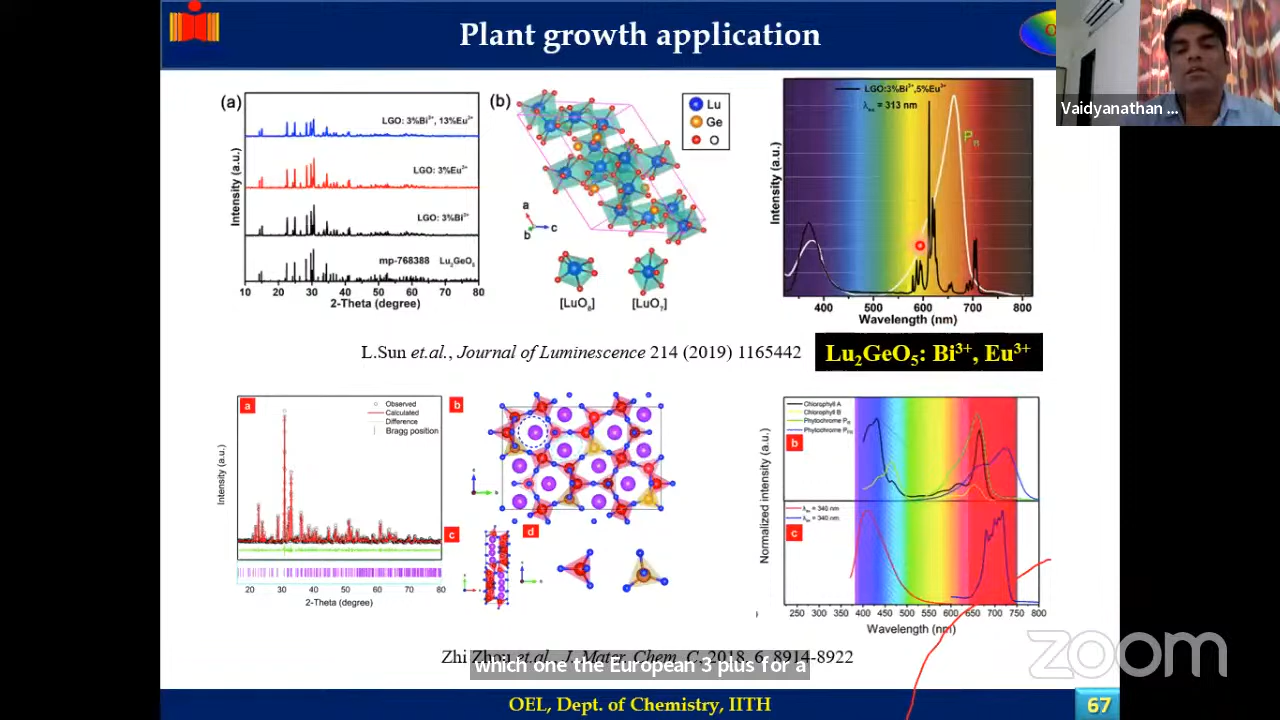 Plant growth application
Vaidyanathan ...
(a)
LGO: 3%Bi³⁺, 13%Eu³⁺
LGO: 3%Eu³⁺
LGO: 3%Bi³⁺
mp-768388 Lu₂GeO₅
Intensity (a.u.)
10 20 30 40 50 60 70 80
2-Theta (degree)
(b)
Lu
Ge
O
a
b
c
[LuO₆]
[LuO₇]
LGO:3%Bi³⁺,5%Eu³⁺
λex = 313 nm
Intensity (a.u.)
400 500 600 700 800
Wavelength (nm)
L.Sun et.al., Journal of Luminescence 214 (2019) 1165442
Lu₂GeO₅: Bi³⁺, Eu³⁺
a
Observed
Calculated
Difference
Bragg position
Intensity (a.u.)
20 30 40 50 60 70 80
2-Theta (degree)
b
c
d
Chlorophyll A
Chlorophyll B
Phytochrome
Phytochrome
b
λex = 340 nm
λex = 340 nm
c
Normalized intensity (a.u.)
250 300 350 400 450 500 550 600 650 700 750 800
Wavelength (nm)
Zhi Zhou et.al., J. Mater. Chem. C, 2018, 6, 8914-8922
which one the European 3 plus for a
zoom
OEL, Dept. of Chemistry, IITH
67